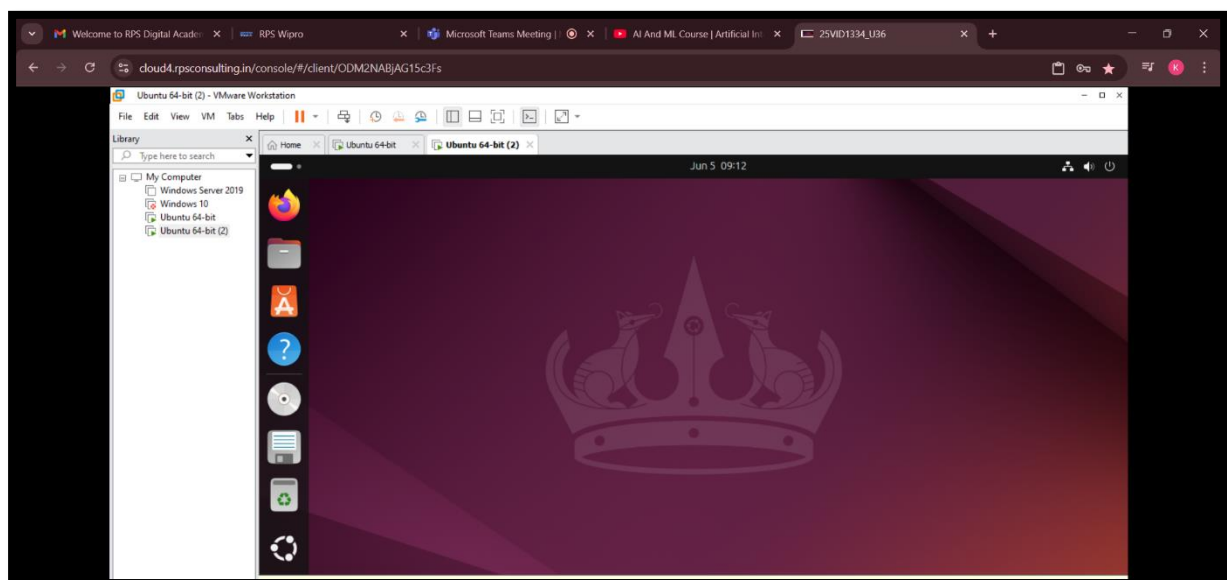 Welcome to RPS Digital Academ
RPS Wipro
Microsoft Teams Meeting |
AI And ML Course | Artificial Int
25VID1334_U36
cloud4.rpsconsulting.in/console/#/client/ODM2NABjAG15c3Fs
K
Ubuntu 64-bit (2) - VMware Workstation
File Edit View VM Tabs Help
Library
Type here to search
Home
Ubuntu 64-bit
Ubuntu 64-bit (2)
Jun 5 09:12
My Computer
Windows Server 2019
Windows 10
Ubuntu 64-bit
Ubuntu 64-bit (2)